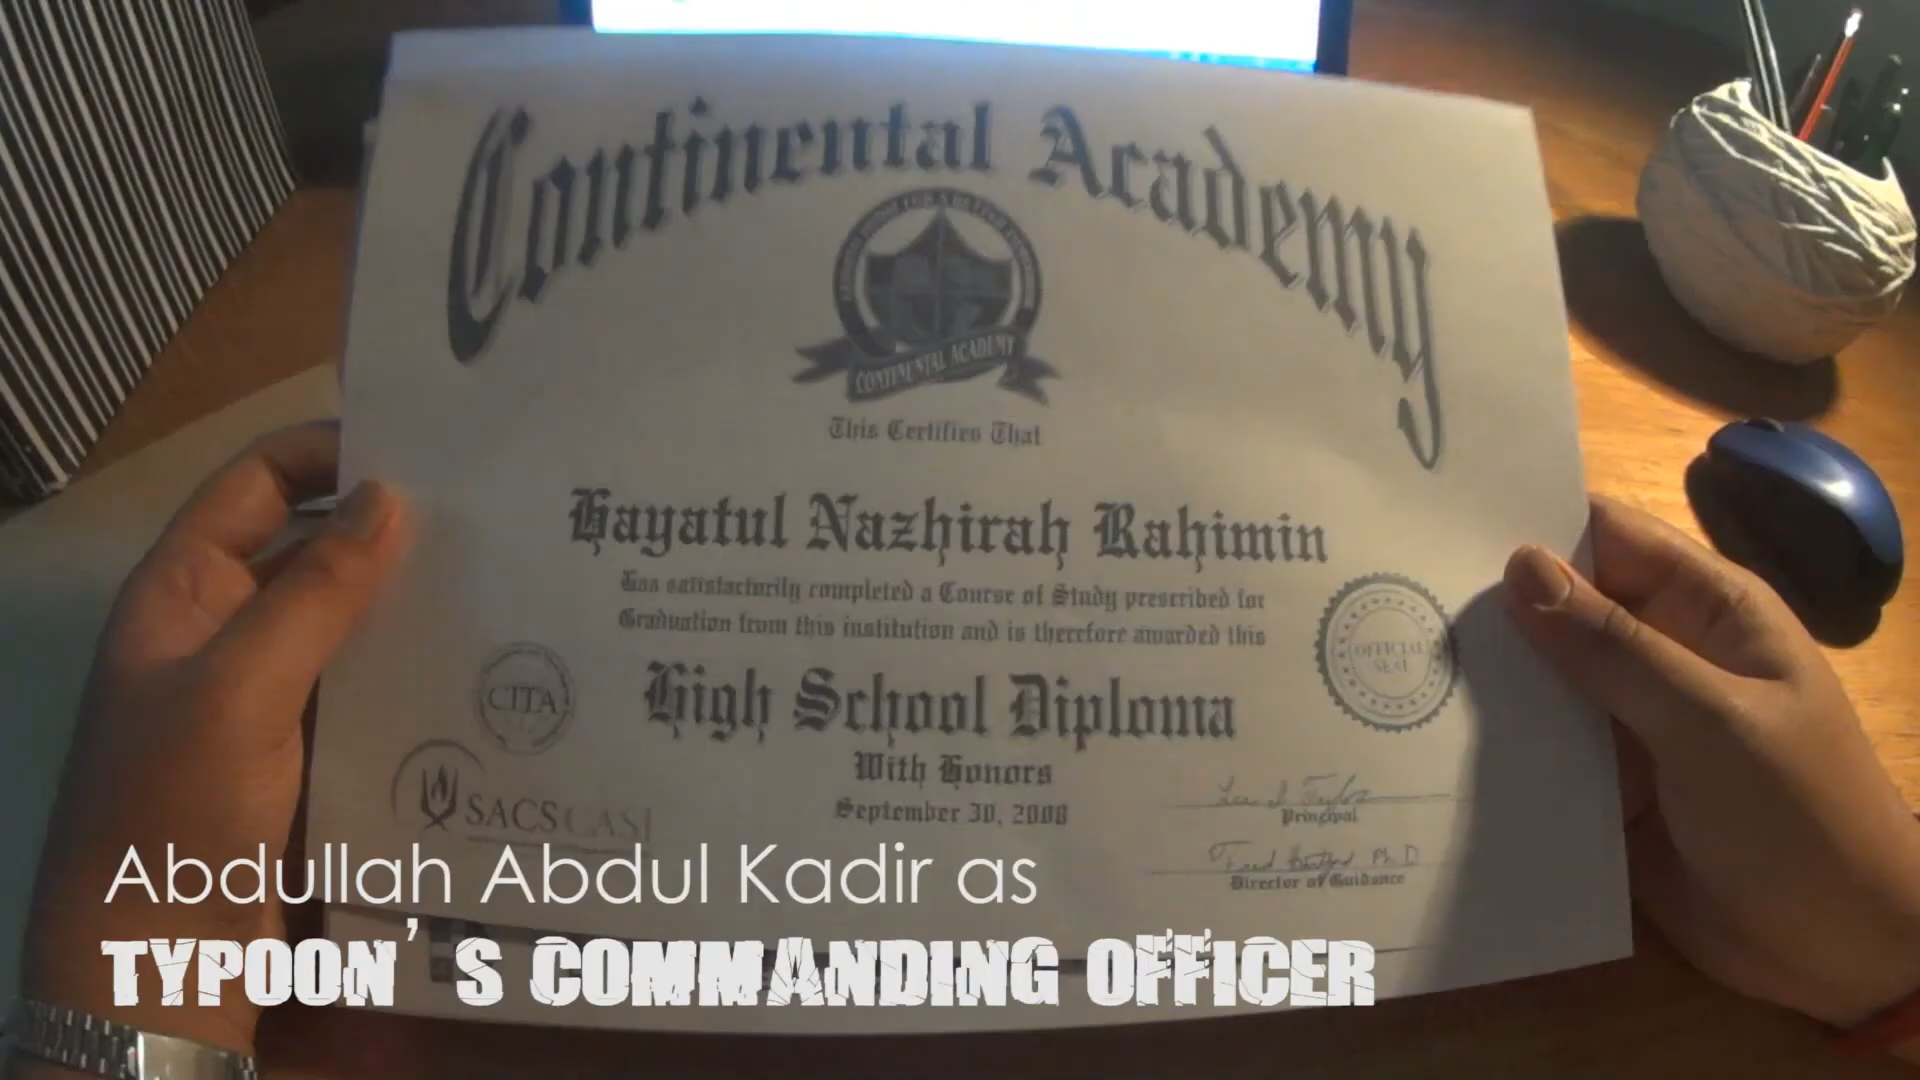 Continental Academy
CONTINENTAL ACADEMY
This Certifies That
Hayatul Nazhirah Rahimin
Has satisfactorily completed a Course of Study prescribed for
Graduation from this institution and is therefore awarded this
High School Diploma
With Honors
September 30, 2008
OFFICIAL
SEAL
CITA
SACS CASI
Principal
Director of Guidance
Abdullah Abdul Kadir as
TYPOON'S COMMANDING OFFICER